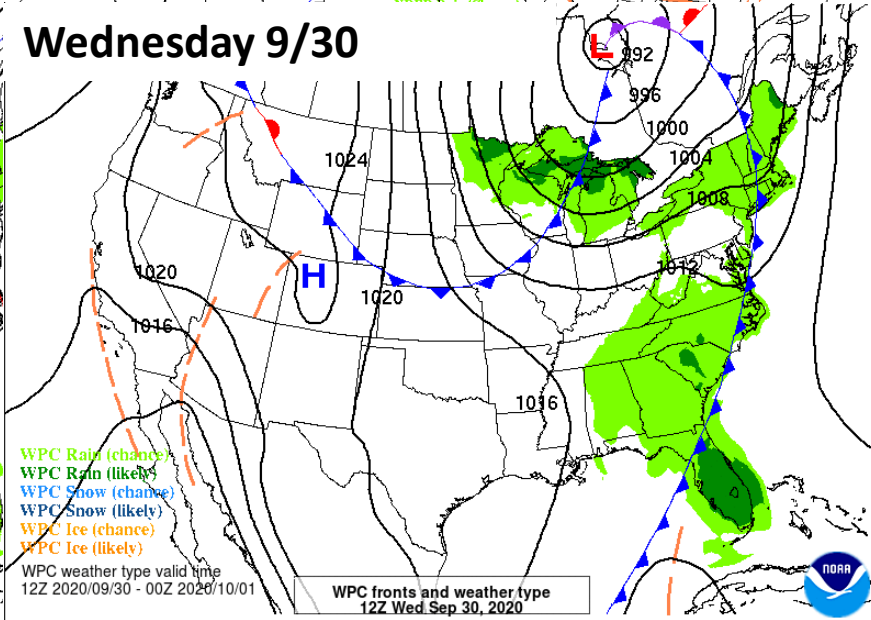 Wednesday 9/30
L
992
996
1000
1024
1004
1008
1012
1020
H
1020
1016
1016
WPC Rain (chance)
WPC Rain (likely)
WPC Snow (chance)
WPC Snow (likely)
WPC Ice (chance)
WPC Ice (likely)
WPC weather type valid time
12Z 2020/09/30 - 00Z 2020/10/01
WPC fronts and weather type
12Z Wed Sep 30, 2020
NOAA